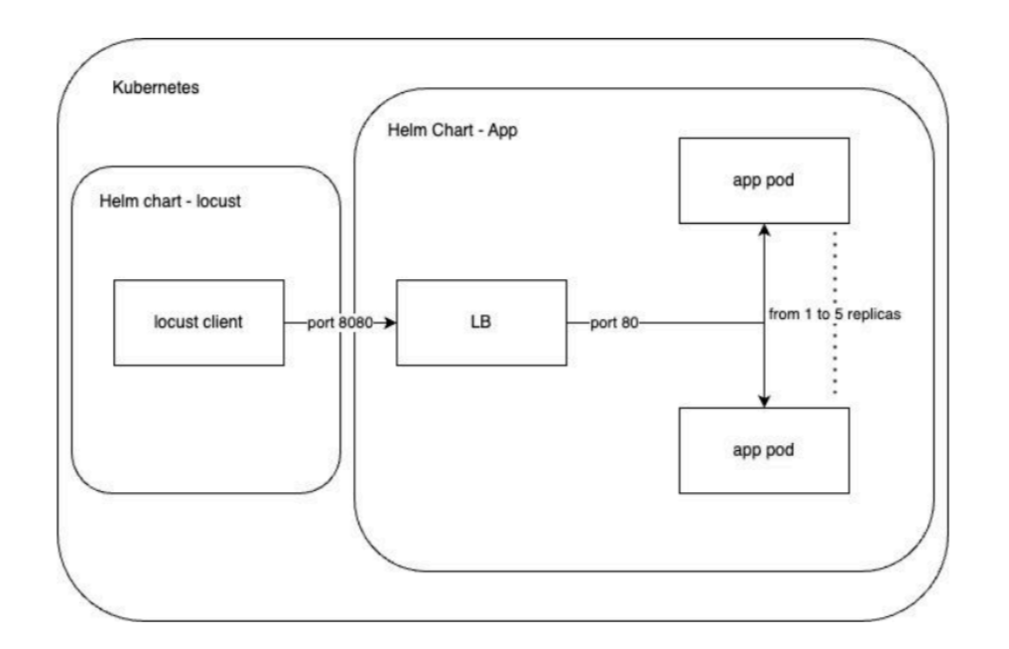 Kubernetes
Helm Chart - App
Helm chart - locust
app pod
locust client
port 8080
LB
port 80
from 1 to 5 replicas
app pod